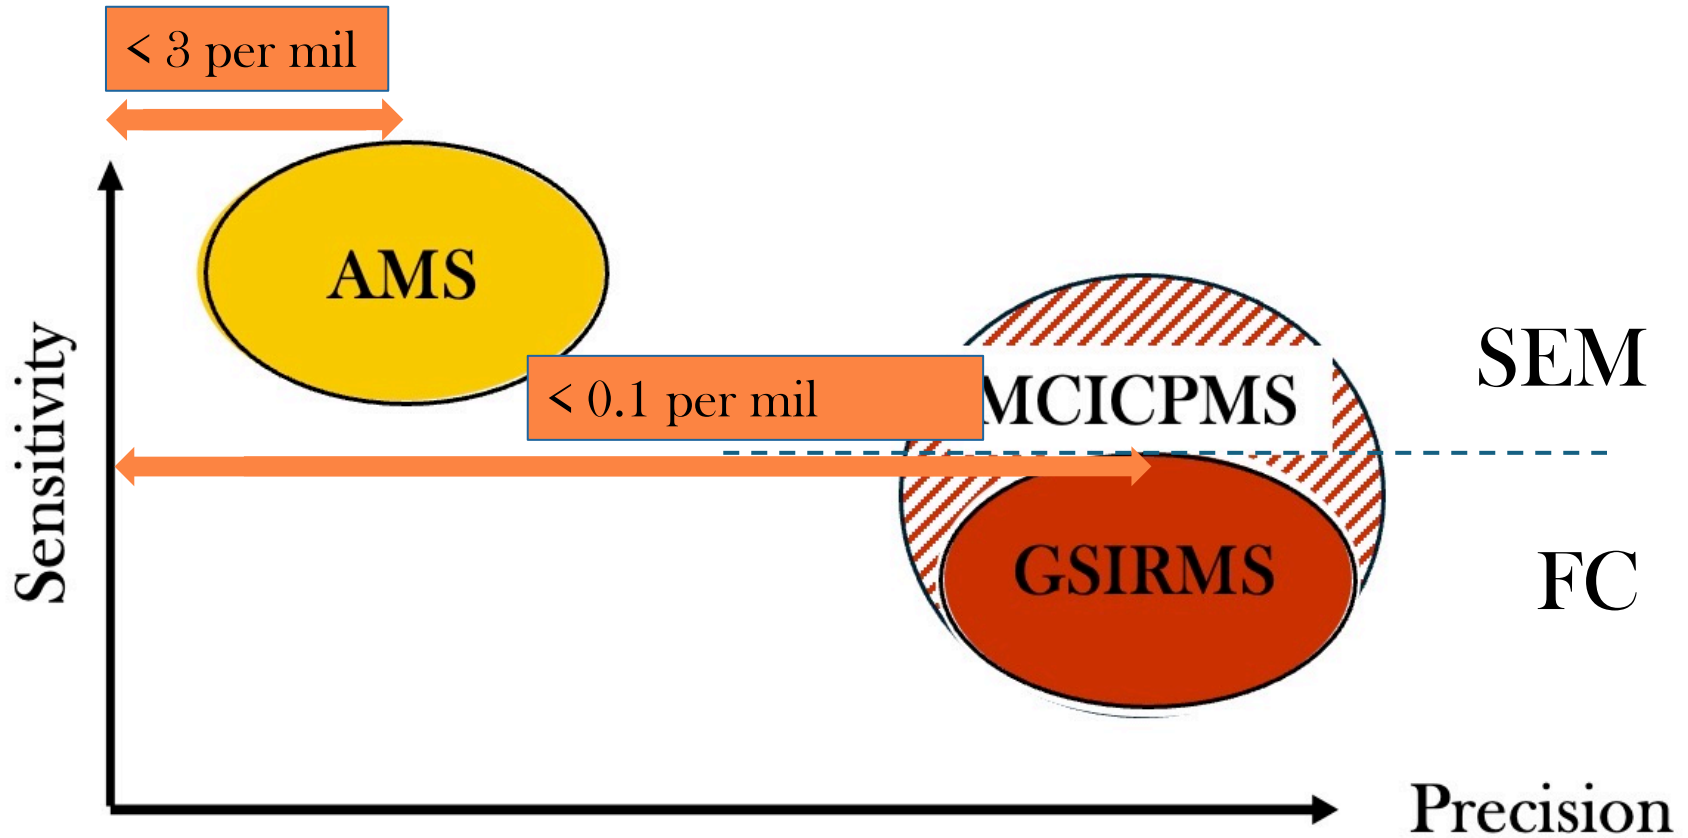 < 3 per mil
AMS
SEM
< 0.1 per mil
MCICPMS
Sensitivity
GSIRMS
FC
Precision